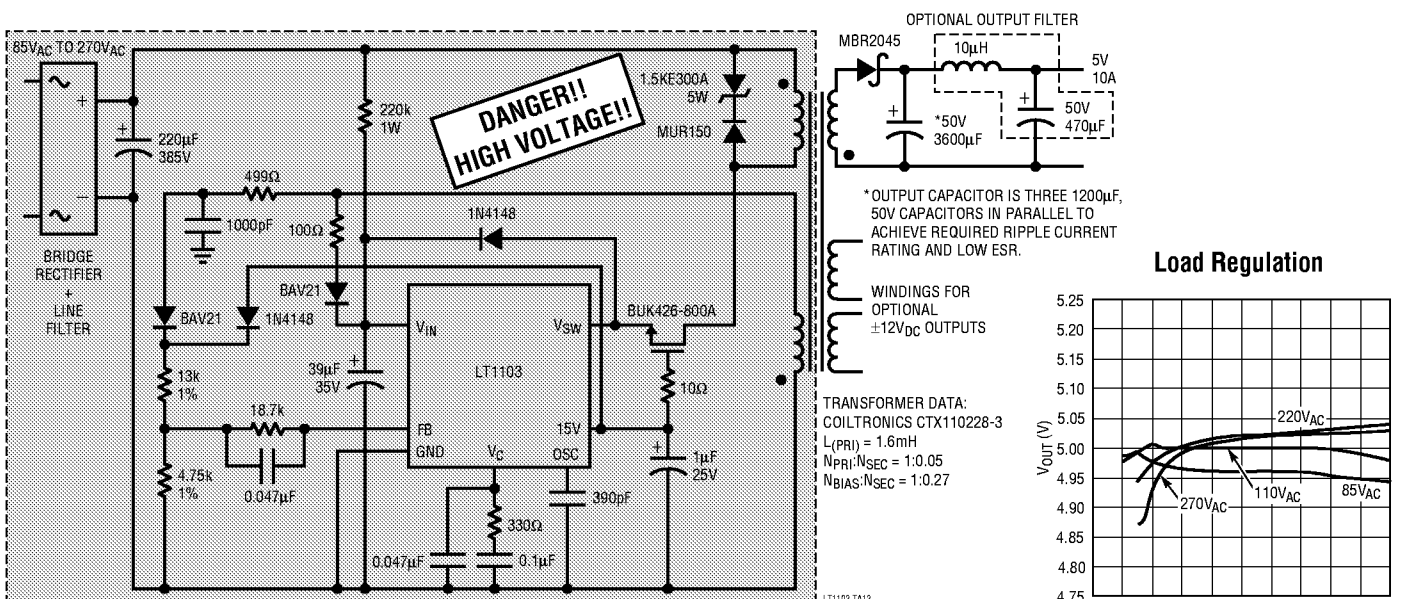 85VAC TO 270VAC
+
−
BRIDGE
RECTIFIER
+
LINE
FILTER
+
220µF
385V
220k
1W
DANGER!!
HIGH VOLTAGE!!
1.5KE300A
5W
MUR150
499Ω
1000pF
100Ω
1N4148
BAV21
BAV21
1N4148
BUK426-800A
VIN
VSW
LT1103
+
39µF
35V
10Ω
13k
1%
18.7k
FB
GND
15V
VC
OSC
4.75k
1%
0.047µF
+
1µF
25V
390pF
330Ω
0.047µF
0.1µF
OPTIONAL OUTPUT FILTER
MBR2045
10µH
5V
10A
+
*50V
3600µF
+
50V
470µF
*OUTPUT CAPACITOR IS THREE 1200µF,
50V CAPACITORS IN PARALLEL TO
ACHIEVE REQUIRED RIPPLE CURRENT
RATING AND LOW ESR.
WINDINGS FOR
OPTIONAL
±12VDC OUTPUTS
TRANSFORMER DATA:
COILTRONICS CTX110228-3
L(PRI) = 1.6mH
NPRI:NSEC = 1:0.05
NBIAS:NSEC = 1:0.27
LT1103 TA13
Load Regulation
VOUT (V)
5.25
5.20
5.15
5.10
5.05
5.00
4.95
4.90
4.85
4.80
4.75
220VAC
110VAC
85VAC
270VAC